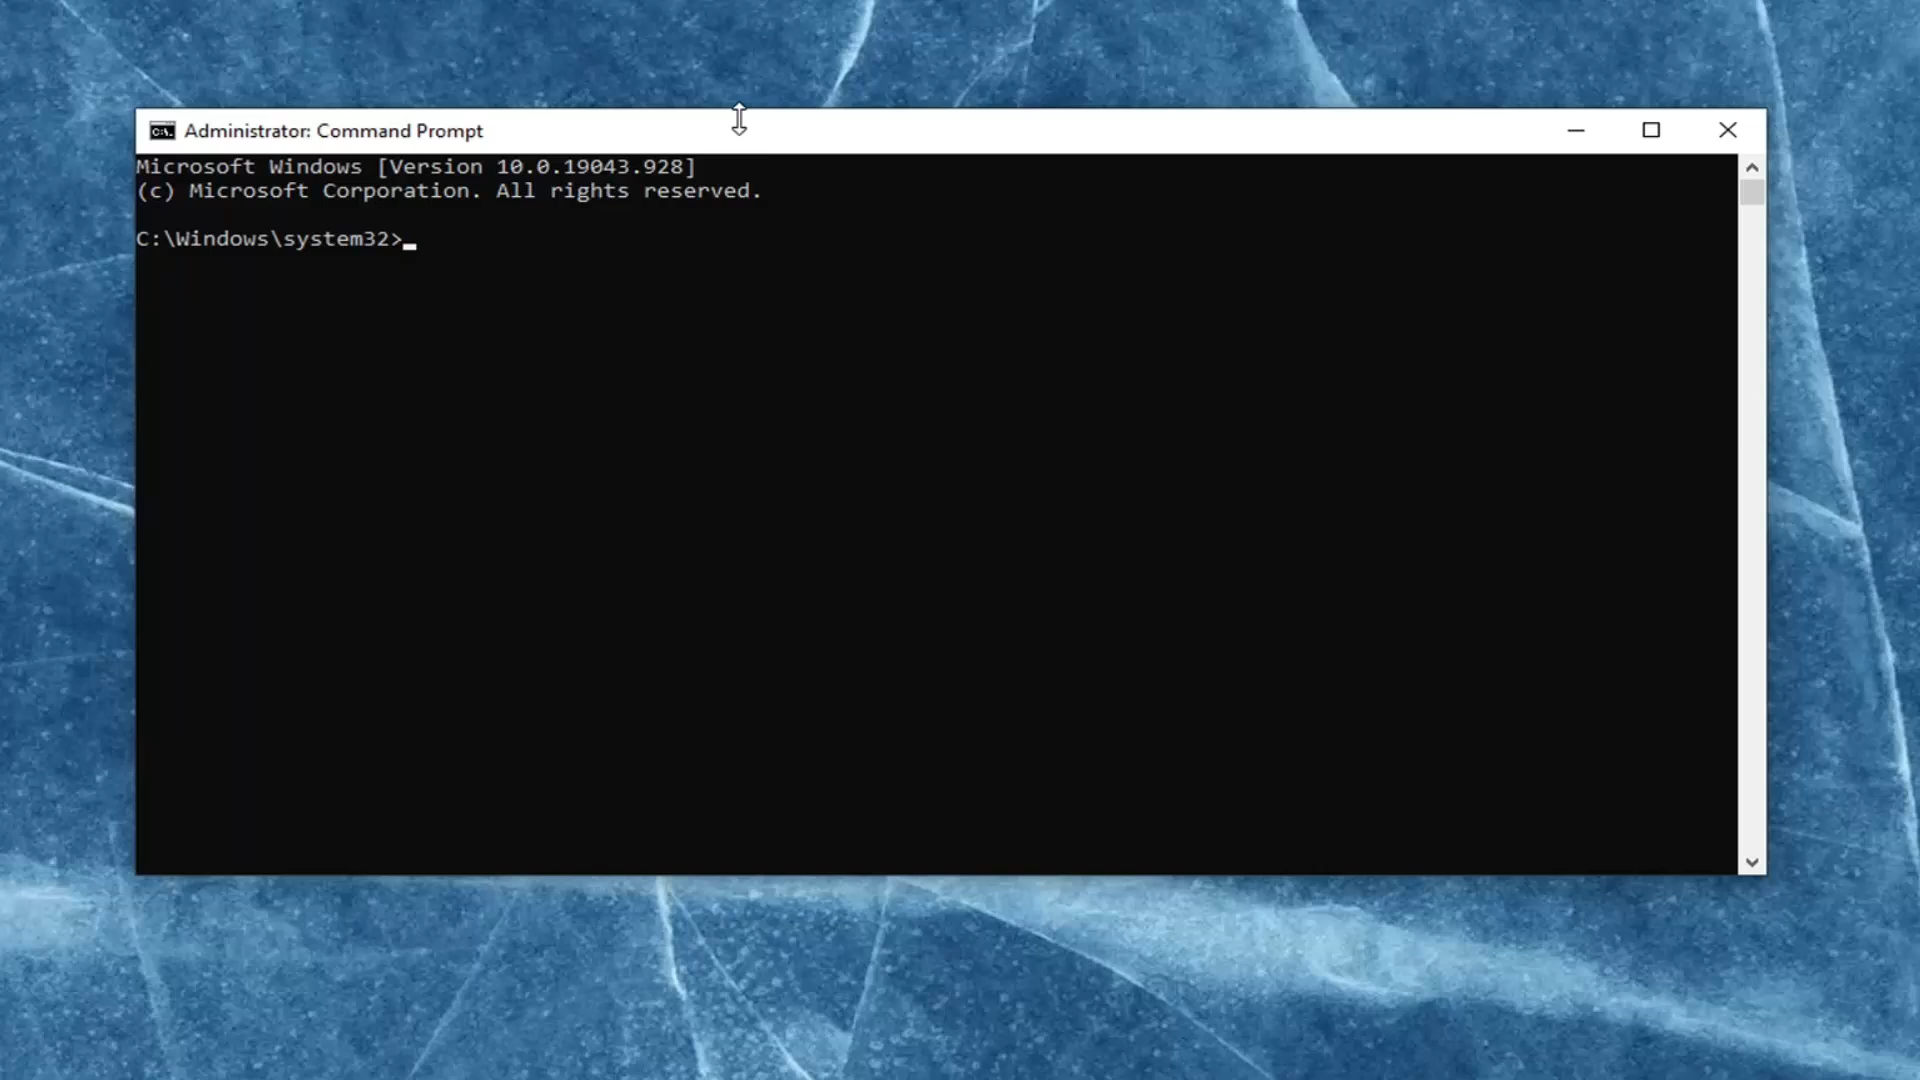 Administrator: Command Prompt
Microsoft Windows [Version 10.0.19043.928]
(c) Microsoft Corporation. All rights reserved.
C:\Windows\system32>